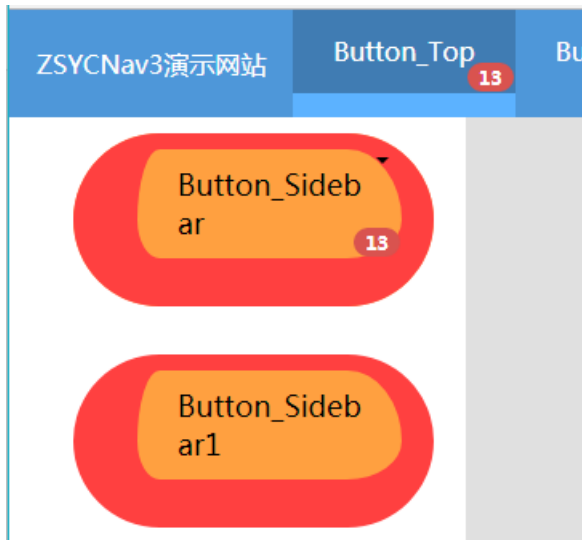 ZSYCNav3演示网站
Button_Top
13
Bu
Button_Sideb
ar
13
Button_Sideb
ar1